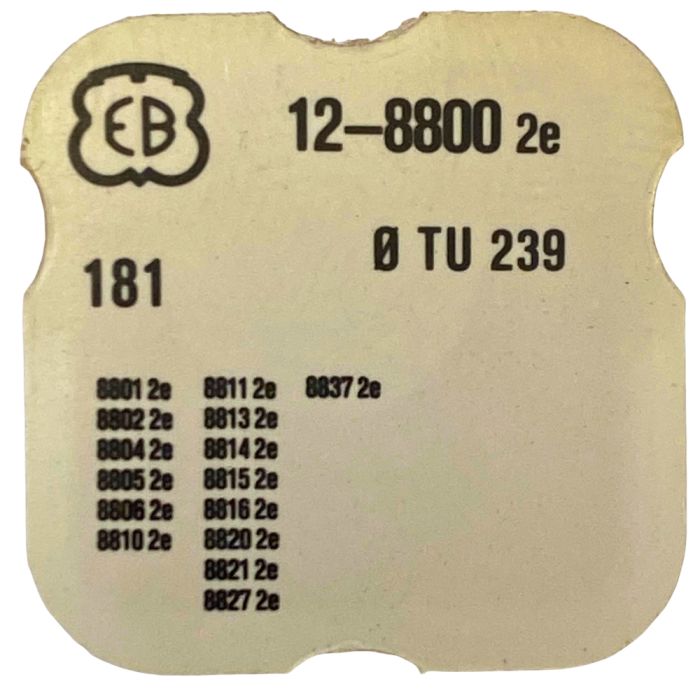 EB
12-8800 2e
Ø TU 239
181
8801 2e 8811 2e 8837 2e
8802 2e 8813 2e
8804 2e 8814 2e
8805 2e 8815 2e
8806 2e 8816 2e
8810 2e 8820 2e
8821 2e
8827 2e